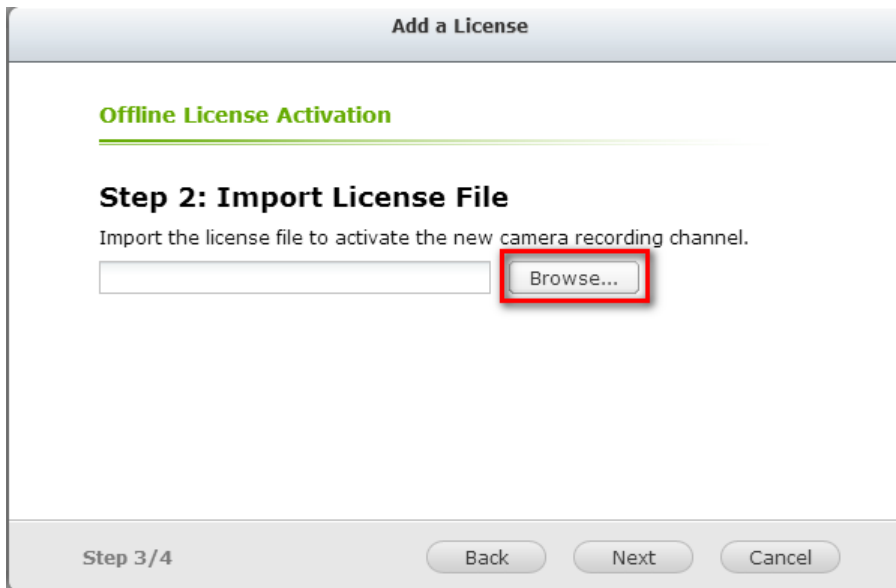 Add a License
Offline License Activation
Step 2: Import License File
Import the license file to activate the new camera recording channel.
Browse...
Step 3/4
Back
Next
Cancel